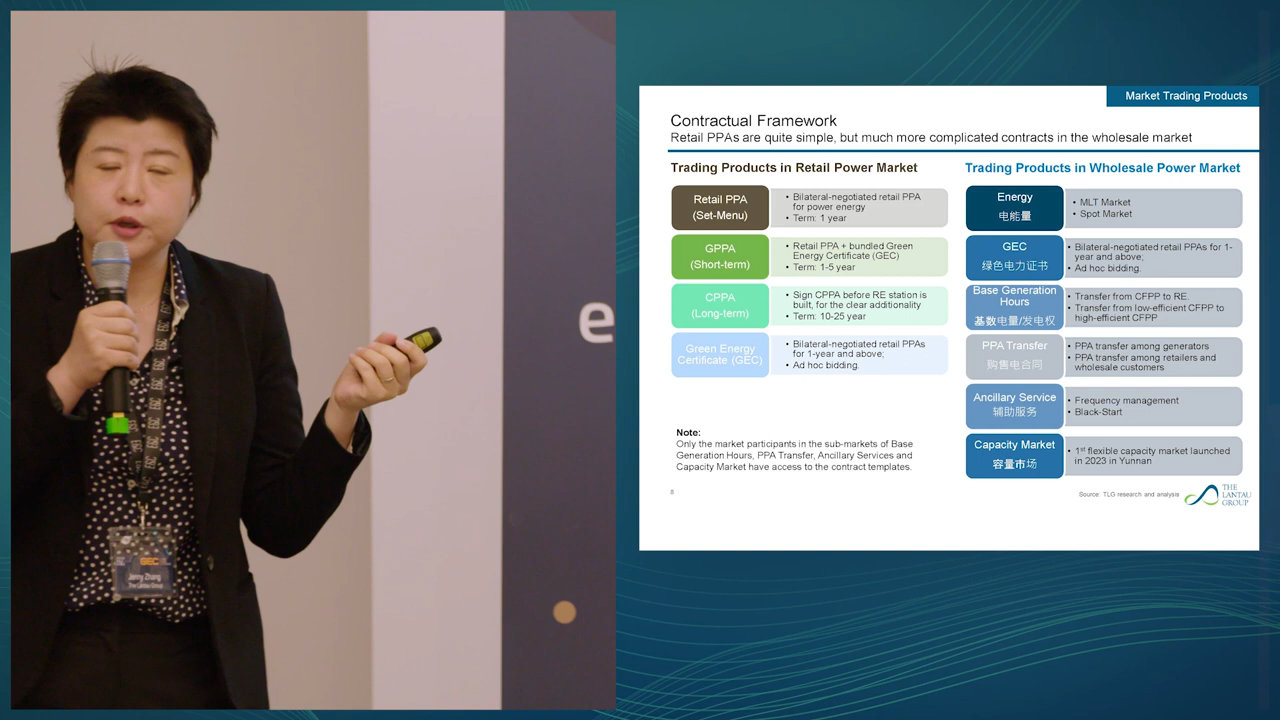 e
ESC
ESC
ESC
GEC
Jenny Zhang
The Lantau Group
Market Trading Products
Contractual Framework
Retail PPAs are quite simple, but much more complicated contracts in the wholesale market
Trading Products in Retail Power Market
Retail PPA
(Set-Menu)
• Bilateral-negotiated retail PPA
for power energy
• Term: 1 year
GPPA
(Short-term)
• Retail PPA + bundled Green
Energy Certificate (GEC)
• Term: 1-5 year
CPPA
(Long-term)
• Sign CPPA before RE station is
built, for the clear additionality
• Term: 10-25 year
Green Energy
Certificate (GEC)
• Bilateral-negotiated retail PPAs
for 1-year and above;
• Ad hoc bidding.
Note:
Only the market participants in the sub-markets of Base
Generation Hours, PPA Transfer, Ancillary Services and
Capacity Market have access to the contract templates.
Trading Products in Wholesale Power Market
Energy
电能量
• MLT Market
• Spot Market
GEC
绿色电力证书
• Bilateral-negotiated retail PPAs for 1-
year and above;
• Ad hoc bidding.
Base Generation
Hours
基数电量/发电权
• Transfer from CFPP to RE.
• Transfer from low-efficient CFPP to
high-efficient CFPP
PPA Transfer
购售电合同
• PPA transfer among generators
• PPA transfer among retailers and
wholesale customers
Ancillary Service
辅助服务
• Frequency management
• Black-Start
Capacity Market
容量市场
• 1st flexible capacity market launched
in 2023 in Yunnan
8
Source: TLG research and analysis
THE
LANTAU
GROUP